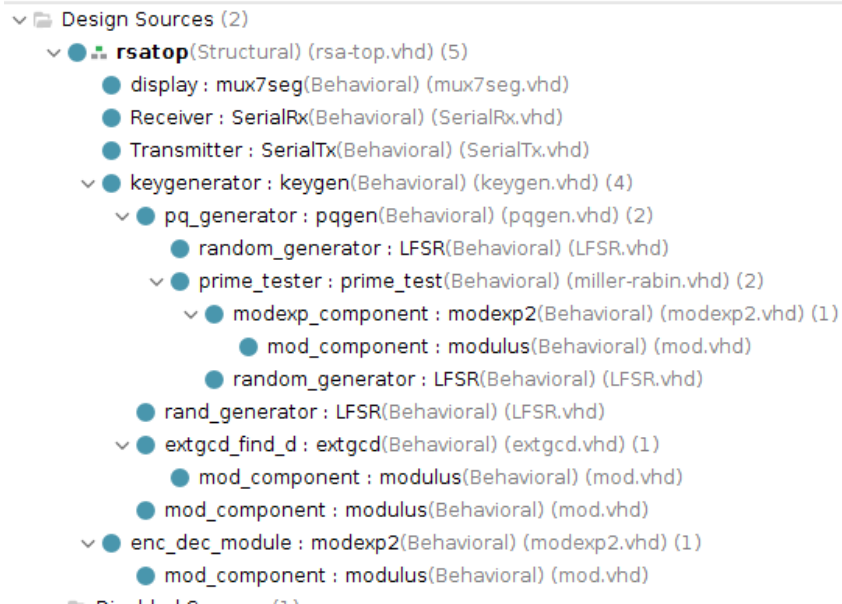 Design Sources (2)
rsatop(Structural) (rsa-top.vhd) (5)
display : mux7seg(Behavioral) (mux7seg.vhd)
Receiver : SerialRx(Behavioral) (SerialRx.vhd)
Transmitter : SerialTx(Behavioral) (SerialTx.vhd)
keygenerator : keygen(Behavioral) (keygen.vhd) (4)
pq_generator : pqgen(Behavioral) (pqgen.vhd) (2)
random_generator : LFSR(Behavioral) (LFSR.vhd)
prime_tester : prime_test(Behavioral) (miller-rabin.vhd) (2)
modexp_component : modexp2(Behavioral) (modexp2.vhd) (1)
mod_component : modulus(Behavioral) (mod.vhd)
random_generator : LFSR(Behavioral) (LFSR.vhd)
rand_generator : LFSR(Behavioral) (LFSR.vhd)
extgcd_find_d : extgcd(Behavioral) (extgcd.vhd) (1)
mod_component : modulus(Behavioral) (mod.vhd)
mod_component : modulus(Behavioral) (mod.vhd)
enc_dec_module : modexp2(Behavioral) (modexp2.vhd) (1)
mod_component : modulus(Behavioral) (mod.vhd)